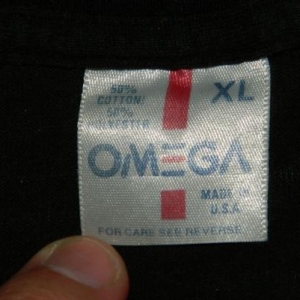 50%
COTTON/
50%
POLYESTER
XL
OMEGA
MADE IN
U.S.A
FOR CARE SEE REVERSE